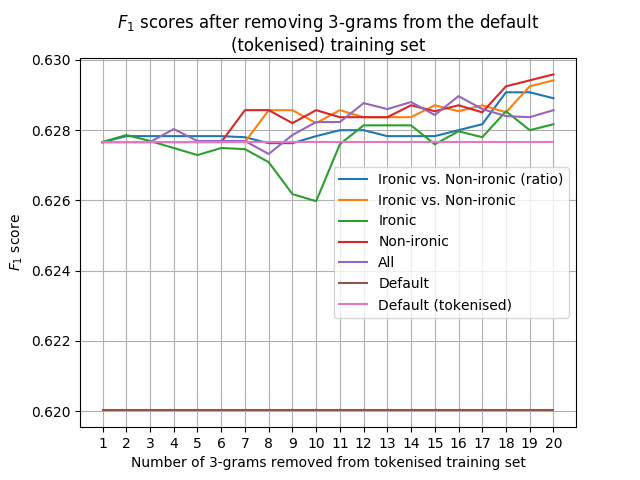 F1 scores after removing 3-grams from the default
(tokenised) training set
F1 score
0.630
0.628
0.626
0.624
0.622
0.620
Ironic vs. Non-ironic (ratio)
Ironic vs. Non-ironic
Ironic
Non-ironic
All
Default
Default (tokenised)
1 2 3 4 5 6 7 8 9 10 11 12 13 14 15 16 17 18 19 20
Number of 3-grams removed from tokenised training set